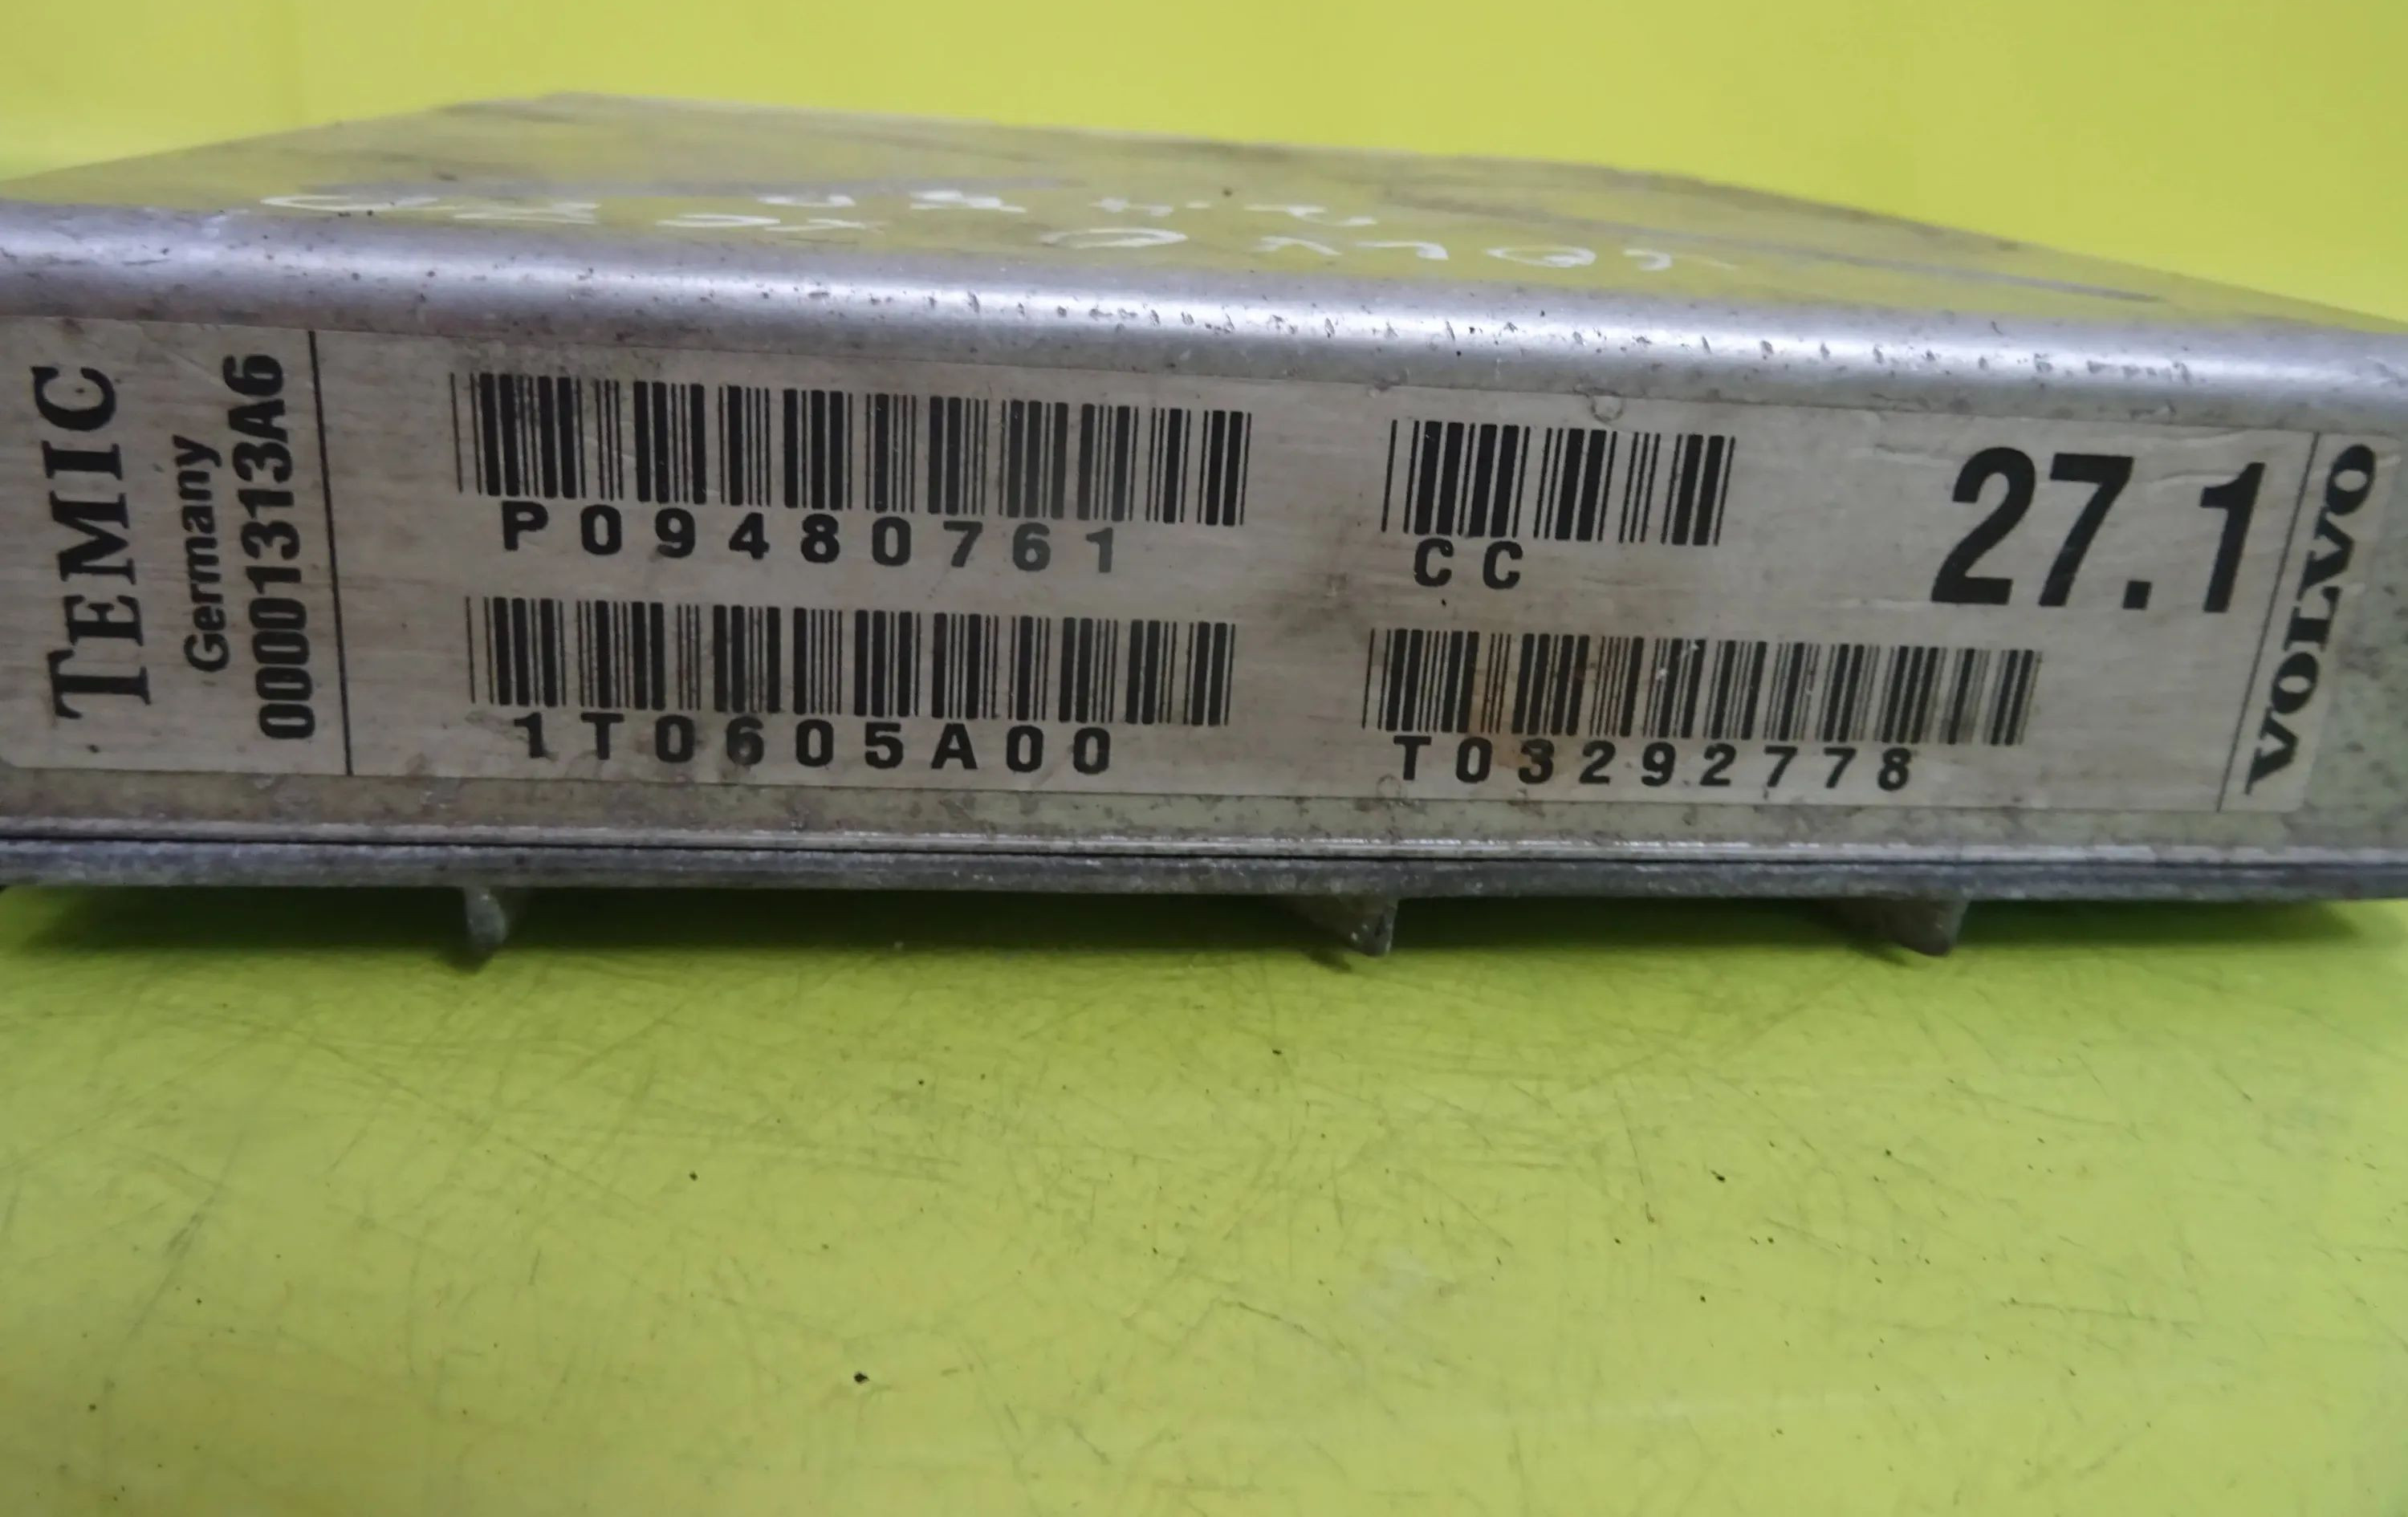 TEMIC
Germany
00001313A6
P09480761
CC
27.1
1T0605A00
T03292778
VOLVO